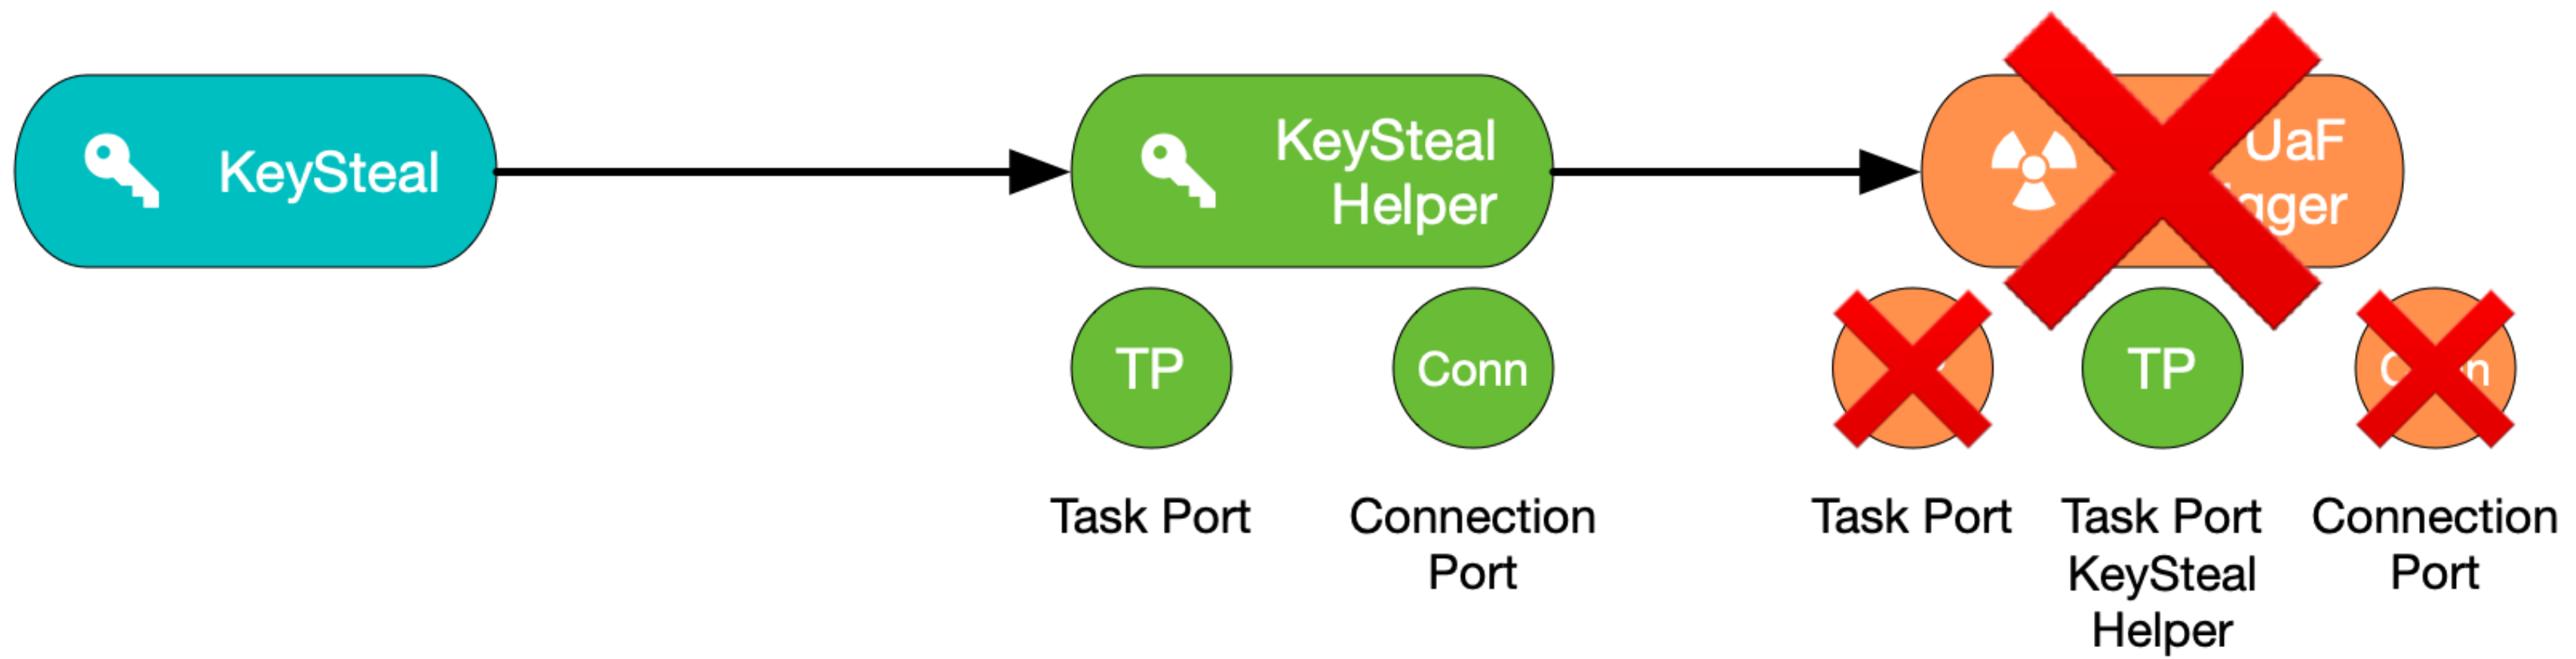 KeySteal
KeySteal
Helper
UaF
TP
Conn
TP
Task Port
Connection
Port
Task Port
Task Port
KeySteal
Helper
Connection
Port